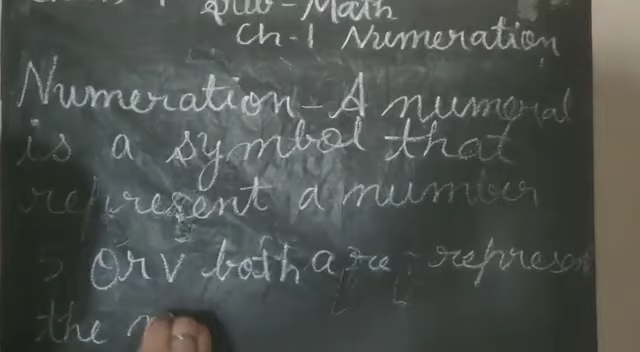 Sub - Math
Ch - 1 Numeration
Numeration - A numeral
is a symbol that
represent a number
5 Or V both are represent
the